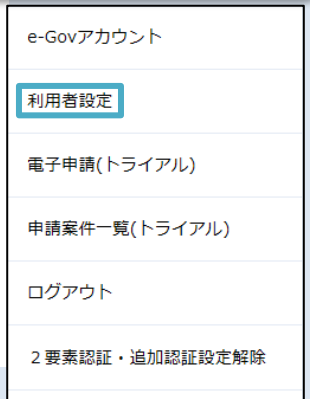 e-Govアカウント
利用者設定
電子申請(トライアル)
申請案件一覧(トライアル)
ログアウト
２要素認証・追加認証設定解除